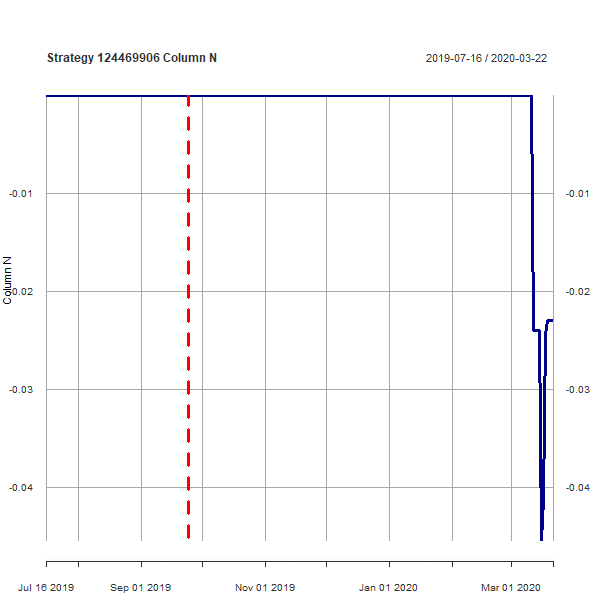 Strategy 124469906 Column N
2019-07-16 / 2020-03-22
-0.01
-0.01
Column N
-0.02
-0.02
-0.03
-0.03
-0.04
-0.04
Jul 16 2019
Sep 01 2019
Nov 01 2019
Jan 01 2020
Mar 01 2020